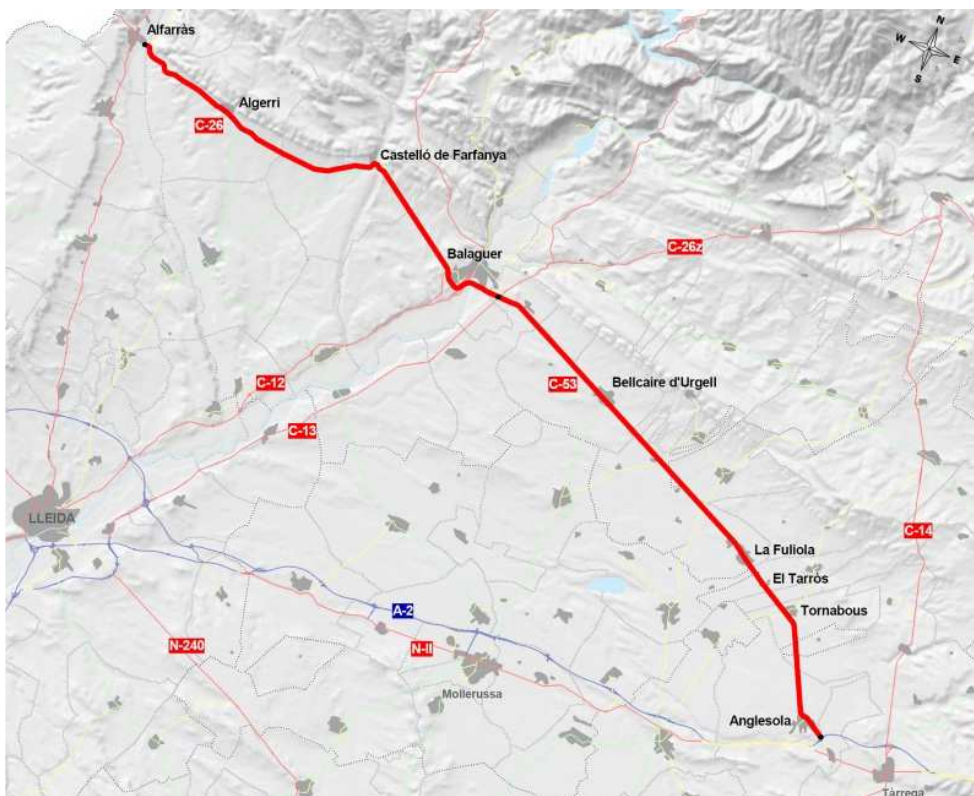 Alfarràs
N
W
E
S
Algerri
C-26
Castelló de Farfanya
Balaguer
C-26z
C-12
C-53
Bellcaire d'Urgell
C-13
LLEIDA
C-14
La Fuliola
El Tarròs
Tornabous
A-2
N-II
N-240
Mollerussa
Anglesola
Tàrrega